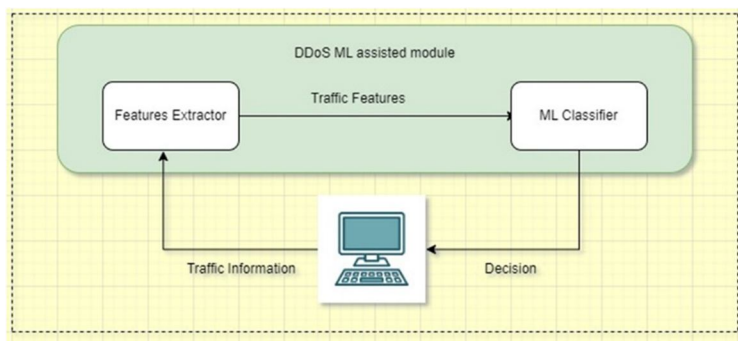 DDoS ML assisted module
Features Extractor
Traffic Features
ML Classifier
Traffic Information
Decision